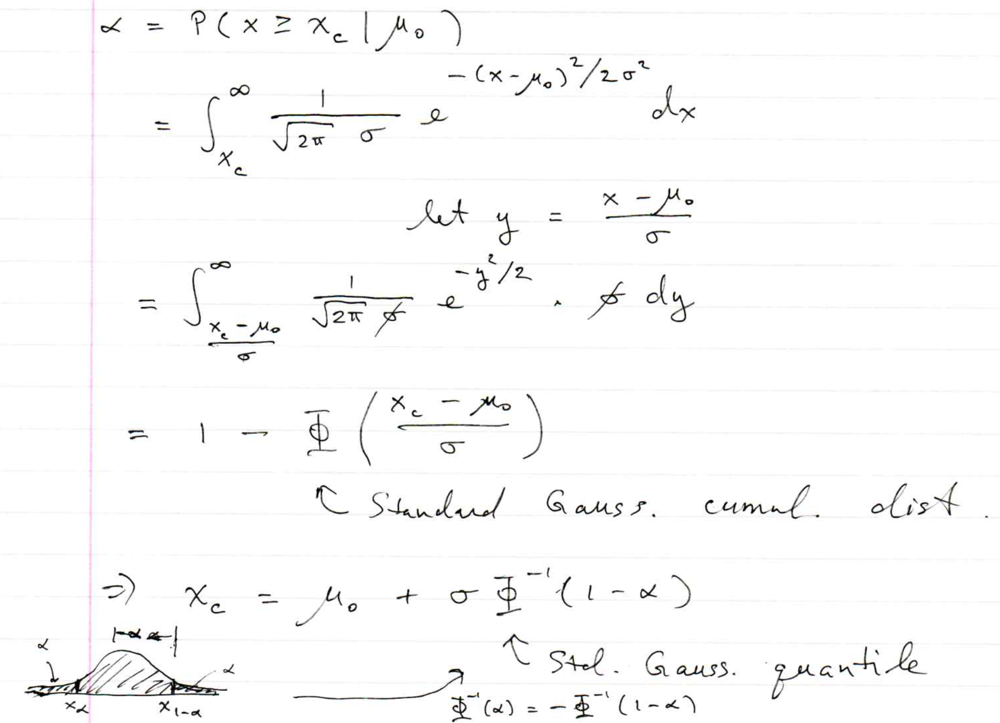 α = P( x ≥ x_c | μ₀ )
= ∫_{x_c}^{∞} 1/(√2π σ) e^{-(x-μ₀)²/2σ²} dx
let y = (x - μ₀)/σ
= ∫_{(x_c - μ₀)/σ}^{∞} 1/(√2π σ) e^{-y²/2} · σ dy
= 1 - Φ( (x_c - μ₀)/σ )
↖ Standard Gauss. cumul. dist.
⇒ x_c = μ₀ + σ Φ⁻¹(1 - α)
↖ Std. Gauss. quantile
α
α
x_α x_{1-α}
Φ⁻¹(α) = - Φ⁻¹(1-α)